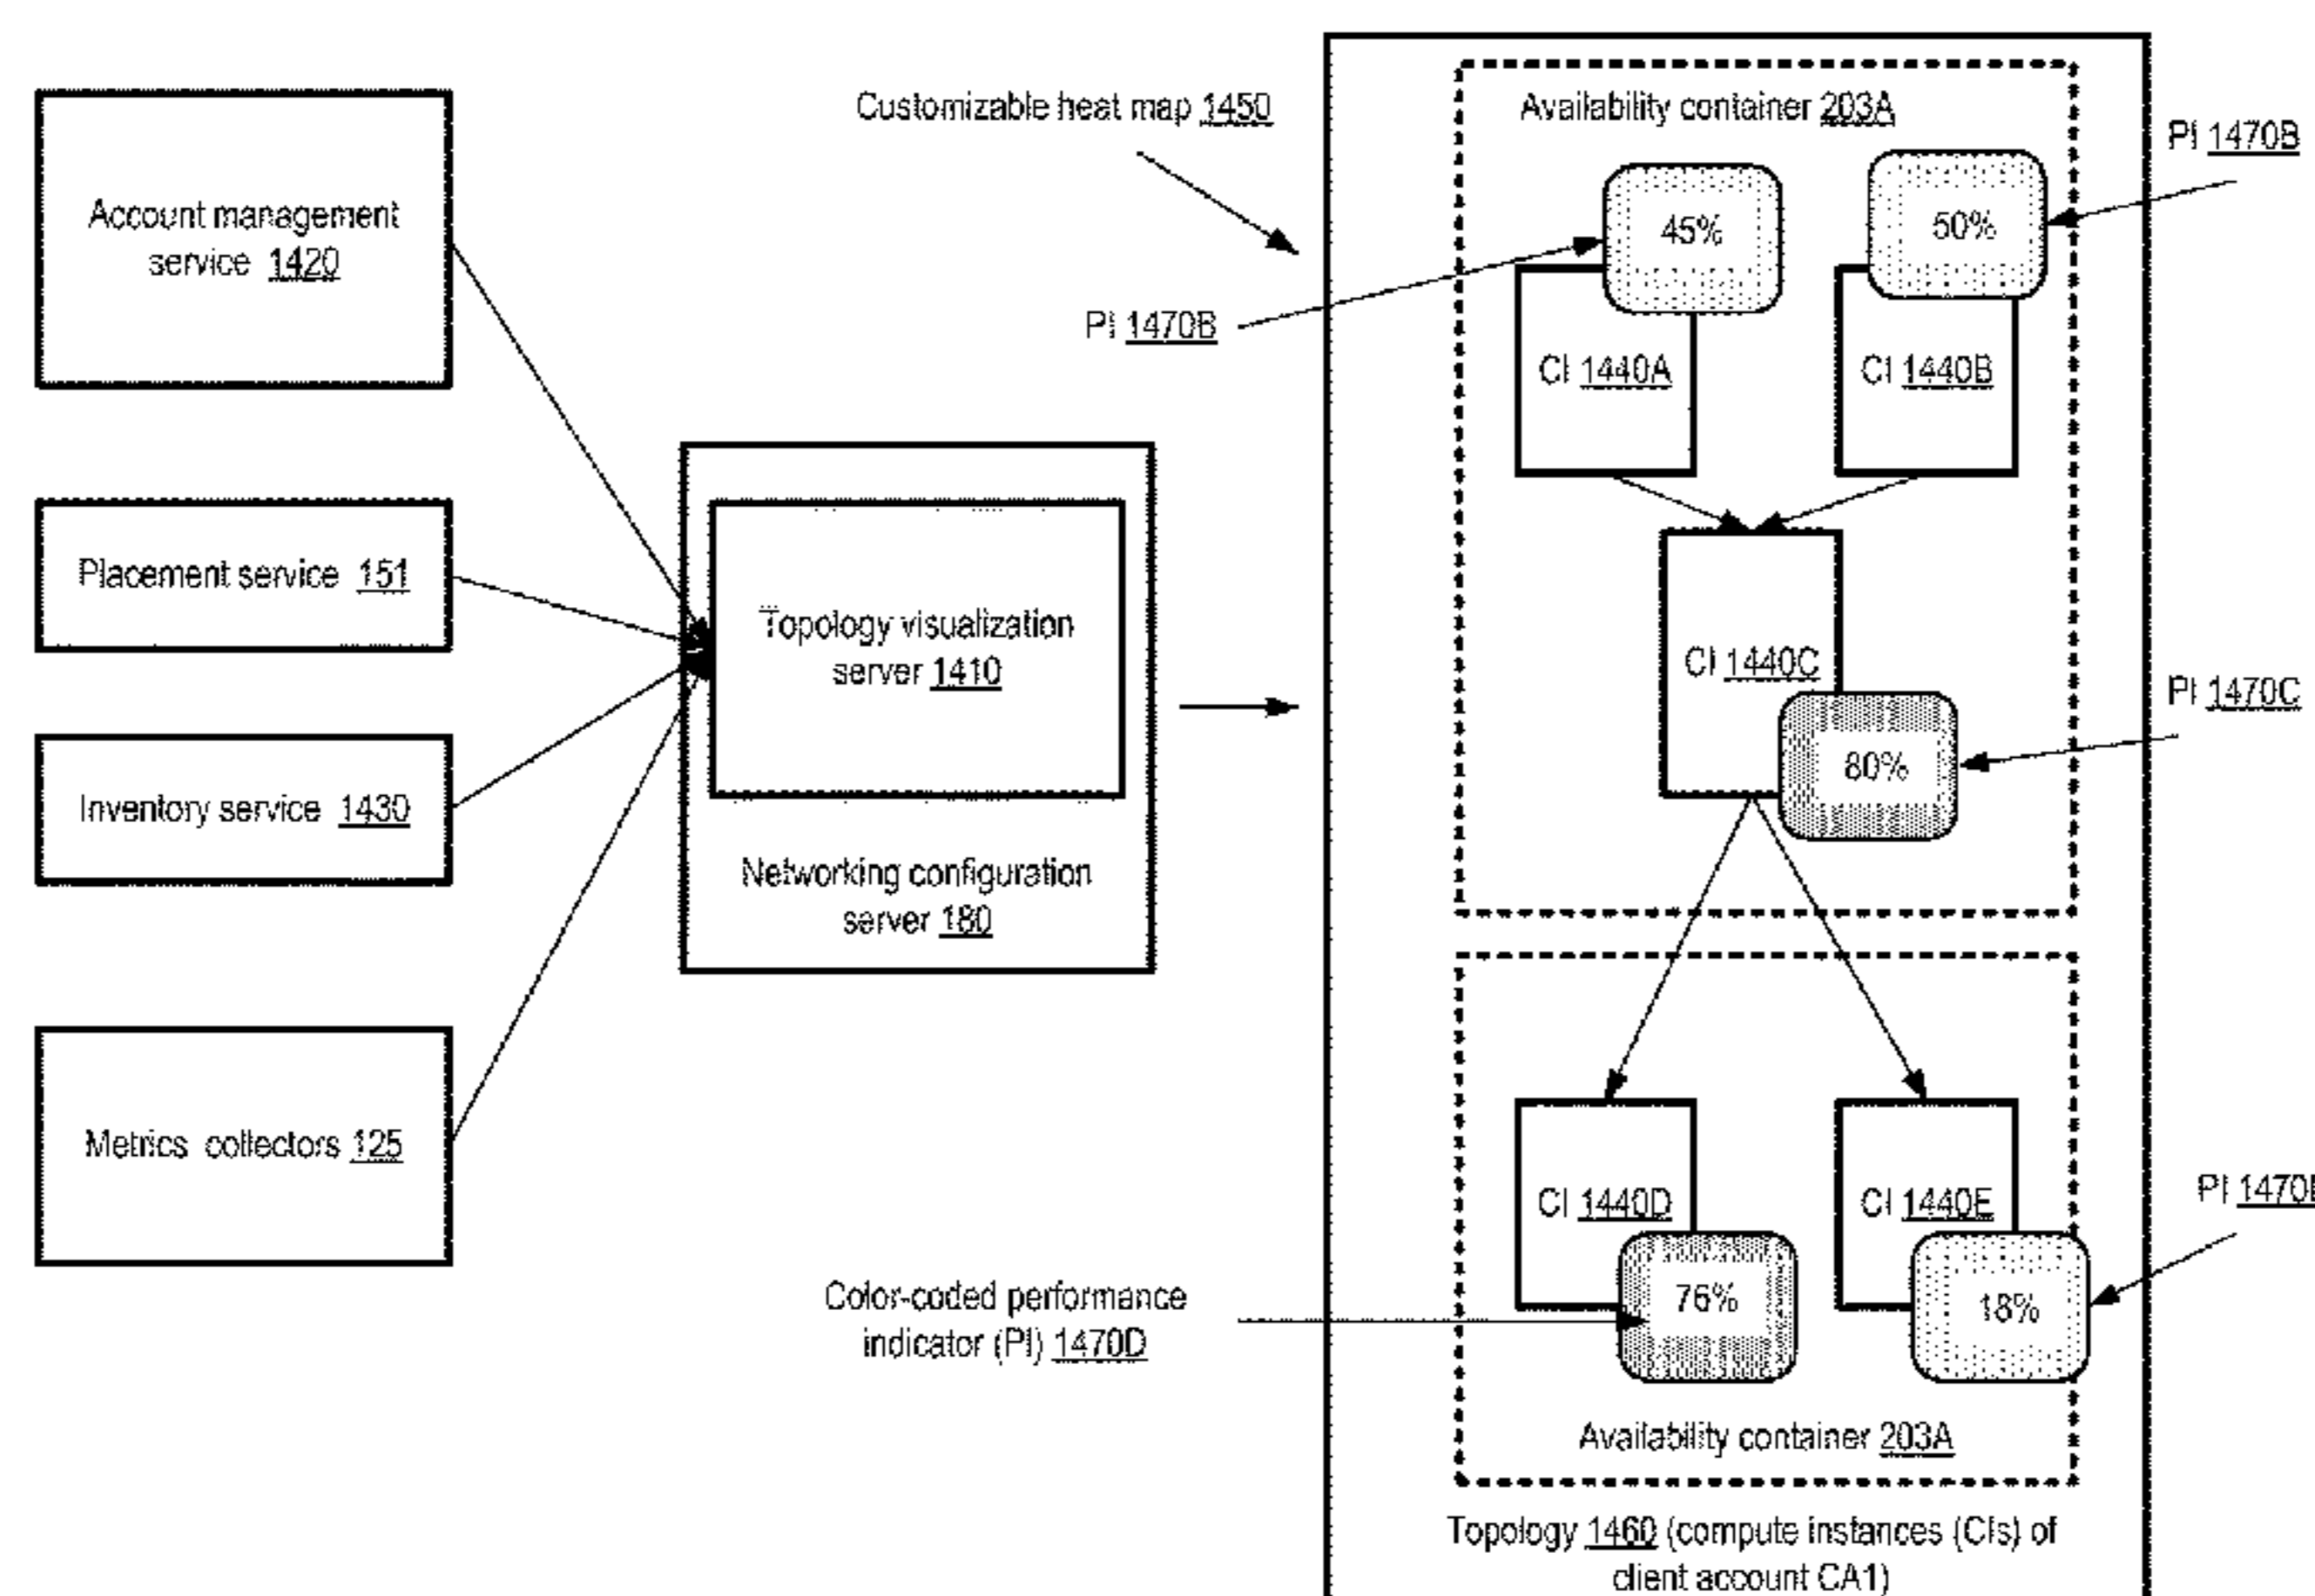 Account management
service 1420
Placement service 151
Inventory service 1430
Metrics collectors 125
Topology visualization
server 1410
Networking configuration
server 180
Customizable heat map 1450
Availability container 203A
PI 1470B
45%
50%
PI 1470B
CI 1440A
CI 1440B
CI 1440C
PI 1470C
80%
CI 1440D
CI 1440E
PI 1470
Color-coded performance
indicator (PI) 1470D
76%
18%
Availability container 203A
Topology 1460 (compute instances (CIs) of
client account CA1)